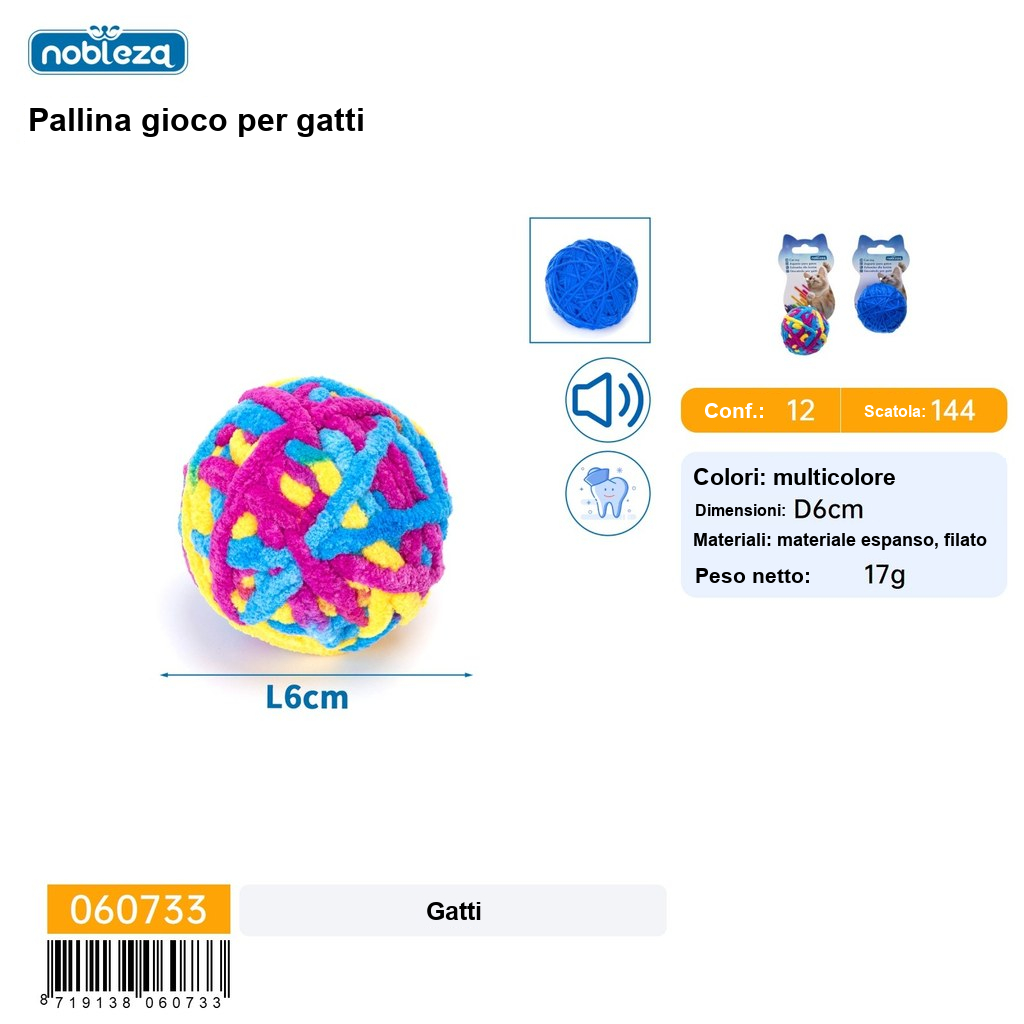 nobleza
Pallina gioco per gatti
Conf.: 12 Scatola: 144
Colori: multicolore
Dimensioni: D6cm
Materiali: materiale espanso, filato
Peso netto: 17g
L6cm
060733
Gatti
8 719138 060733